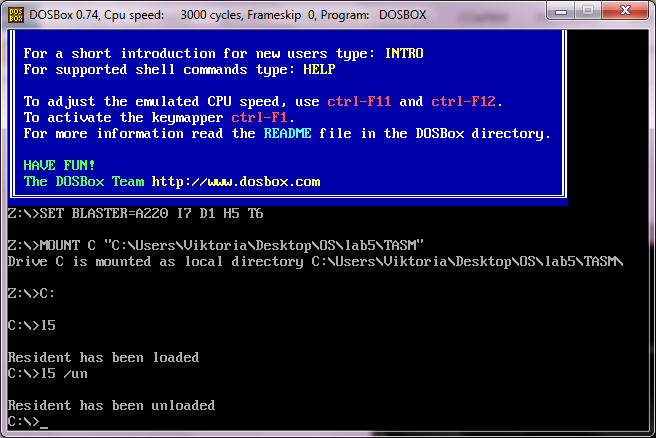 DOSBox 0.74, Cpu speed: 3000 cycles, Frameskip 0, Program: DOSBOX
For a short introduction for new users type: INTRO
For supported shell commands type: HELP
To adjust the emulated CPU speed, use ctrl-F11 and ctrl-F12.
To activate the keymapper ctrl-F1.
For more information read the README file in the DOSBox directory.
HAVE FUN!
The DOSBox Team http://www.dosbox.com
Z:\>SET BLASTER=A220 I7 D1 H5 T6
Z:\>MOUNT C "C:\Users\Viktoria\Desktop\OS\lab5\TASM"
Drive C is mounted as local directory C:\Users\Viktoria\Desktop\OS\lab5\TASM\
Z:\>C:
C:\>l5
Resident has been loaded
C:\>l5 /un
Resident has been unloaded
C:\>_